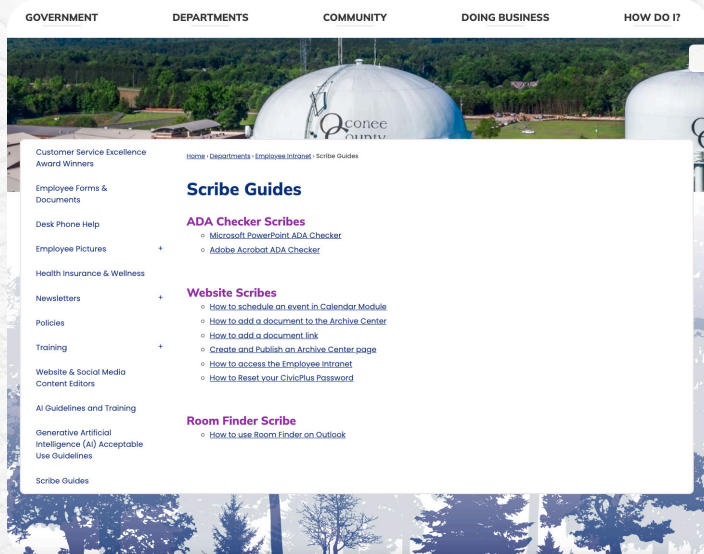 GOVERNMENT DEPARTMENTS COMMUNITY DOING BUSINESS HOW DO I?
Oconee
County
Customer Service Excellence
Award Winners
Employee Forms &
Documents
Desk Phone Help
Employee Pictures +
Health Insurance & Wellness
Newsletters +
Policies
Training +
Website & Social Media
Content Editors
AI Guidelines and Training
Generative Artificial
Intelligence (AI) Acceptable
Use Guidelines
Scribe Guides
Home › Departments › Employee Intranet › Scribe Guides
Scribe Guides
ADA Checker Scribes
Microsoft PowerPoint ADA Checker
Adobe Acrobat ADA Checker
Website Scribes
How to schedule an event in Calendar Module
How to add a document to the Archive Center
How to add a document link
Create and Publish an Archive Center page
How to access the Employee Intranet
How to Reset your CivicPlus Password
Room Finder Scribe
How to use Room Finder on Outlook